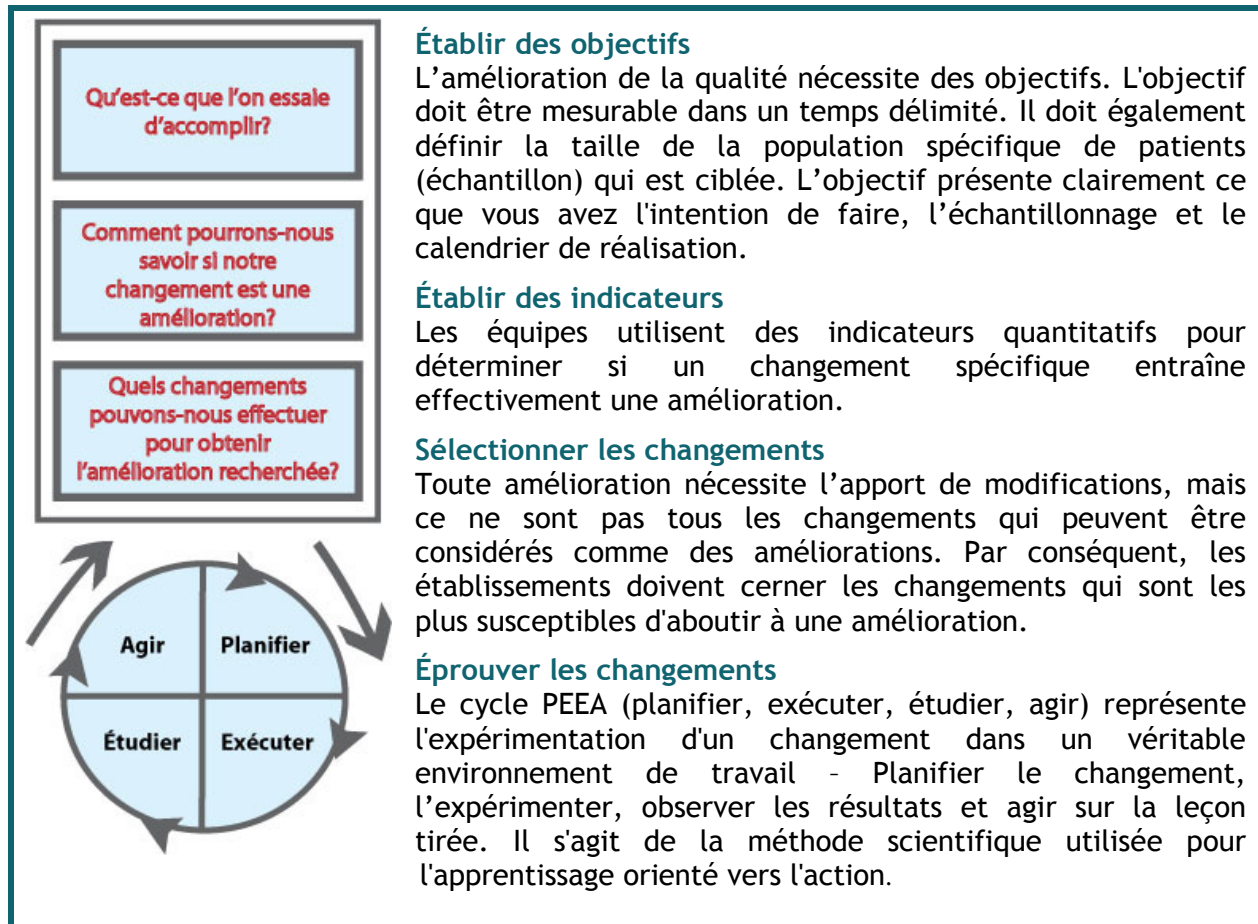 Qu'est-ce que l'on essaie
d'accomplir?
Comment pourrons-nous
savoir si notre
changement est une
amélioration?
Quels changements
pouvons-nous effectuer
pour obtenir
l'amélioration recherchée?
Agir
Planifier
Étudier
Exécuter
Établir des objectifs
L’amélioration de la qualité nécessite des objectifs. L'objectif
doit être mesurable dans un temps délimité. Il doit également
définir la taille de la population spécifique de patients
(échantillon) qui est ciblée. L’objectif présente clairement ce
que vous avez l'intention de faire, l’échantillonnage et le
calendrier de réalisation.
Établir des indicateurs
Les équipes utilisent des indicateurs quantitatifs pour
déterminer si un changement spécifique entraîne
effectivement une amélioration.
Sélectionner les changements
Toute amélioration nécessite l’apport de modifications, mais
ce ne sont pas tous les changements qui peuvent être
considérés comme des améliorations. Par conséquent, les
établissements doivent cerner les changements qui sont les
plus susceptibles d'aboutir à une amélioration.
Éprouver les changements
Le cycle PEEA (planifier, exécuter, étudier, agir) représente
l'expérimentation d'un changement dans un véritable
environnement de travail – Planifier le changement,
l’expérimenter, observer les résultats et agir sur la leçon
tirée. Il s'agit de la méthode scientifique utilisée pour
l'apprentissage orienté vers l'action.